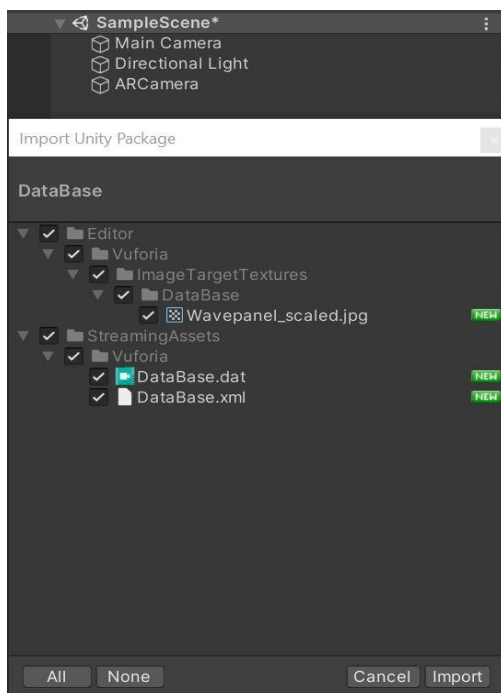 SampleScene*
Main Camera
Directional Light
ARCamera
Import Unity Package
DataBase
Editor
Vuforia
ImageTargetTextures
DataBase
Wavepanel_scaled.jpg NEW
StreamingAssets
Vuforia
DataBase.dat NEW
DataBase.xml NEW
All None Cancel Import